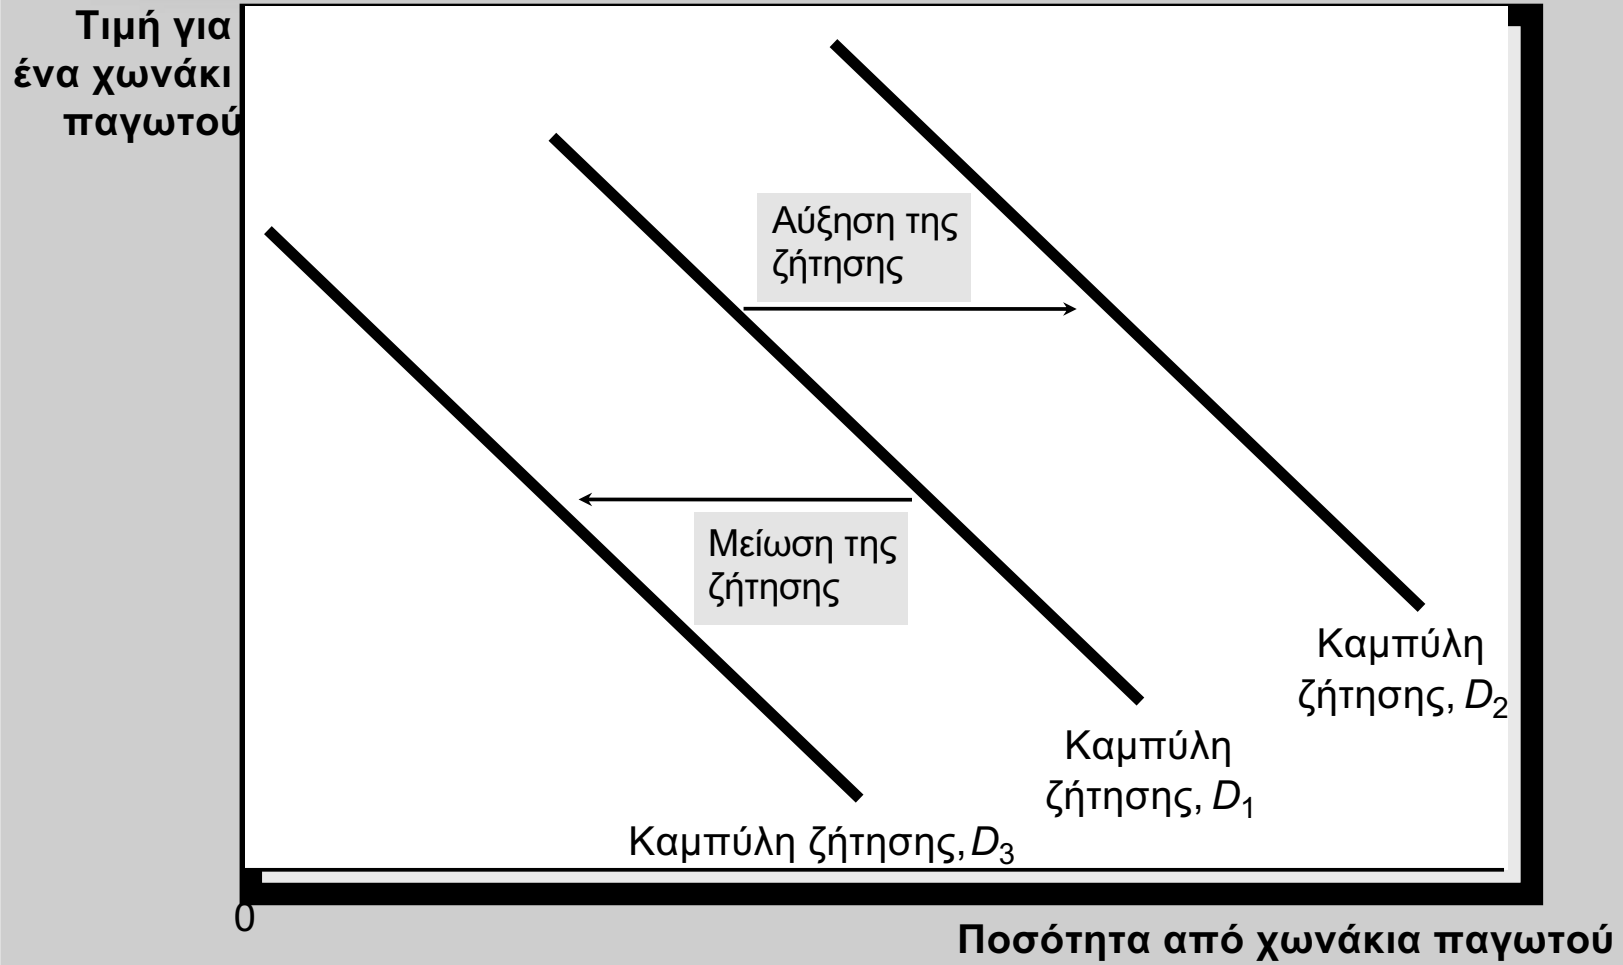 Τιμή για
ένα χωνάκι
παγωτού
Αύξηση της
ζήτησης
Μείωση της
ζήτησης
Καμπύλη
ζήτησης, D2
Καμπύλη
ζήτησης, D1
Καμπύλη ζήτησης, D3
0
Ποσότητα από χωνάκια παγωτού